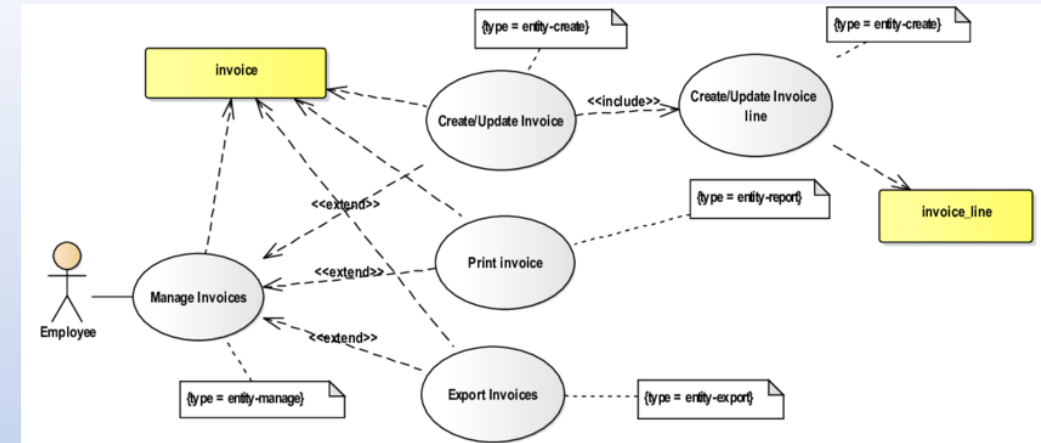 {type = entity-create}
{type = entity-create}
invoice
Create/Update Invoice
<<include>>
Create/Update Invoice
line
{type = entity-report}
<<extend>>
invoice_line
Print invoice
<<extend>>
Manage Invoices
Employee
<<extend>>
Export Invoices
{type = entity-manage}
{type = entity-export}